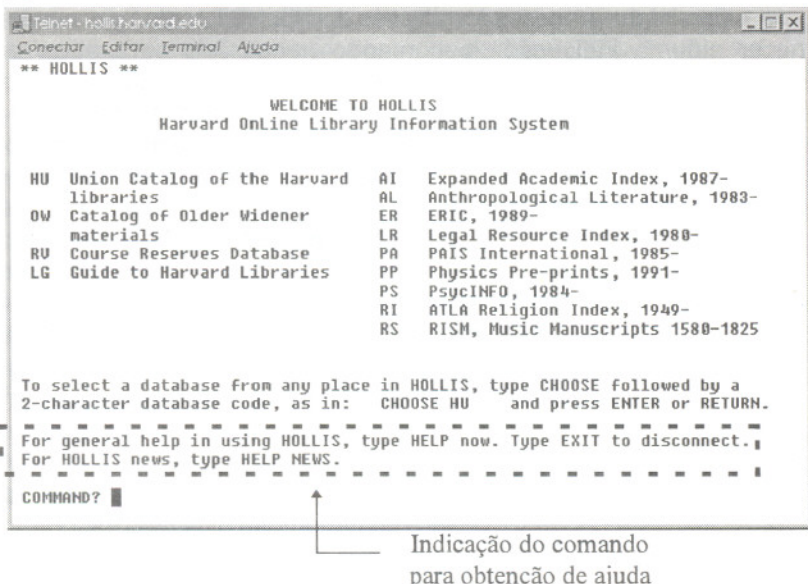 Telnet - hollis.harvard.edu
Conectar Editar Terminal Ajuda
** HOLLIS **
WELCOME TO HOLLIS
Harvard OnLine Library Information System
HU Union Catalog of the Harvard libraries
OW Catalog of Older Widener materials
RV Course Reserves Database
LG Guide to Harvard Libraries
AI Expanded Academic Index, 1987-
AL Anthropological Literature, 1983-
ER ERIC, 1989-
LR Legal Resource Index, 1980-
PA PAIS International, 1985-
PP Physics Pre-prints, 1991-
PS PsycINFO, 1984-
RI ATLA Religion Index, 1949-
RS RISM, Music Manuscripts 1580-1825
To select a database from any place in HOLLIS, type CHOOSE followed by a
2-character database code, as in: CHOOSE HU and press ENTER or RETURN.
For general help in using HOLLIS, type HELP now. Type EXIT to disconnect.
For HOLLIS news, type HELP NEWS.
COMMAND?
Indicação do comando
para obtenção de ajuda